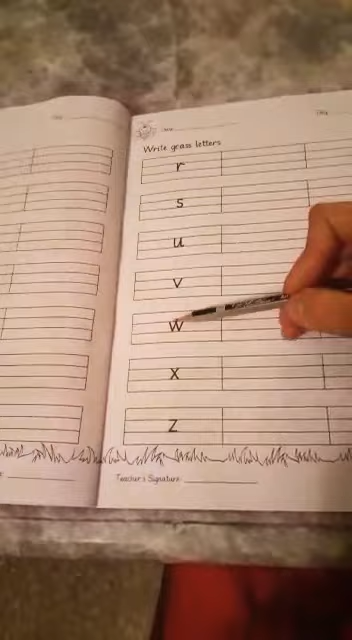 Write grass letters
r
s
u
v
w
x
z
Teacher's Signature